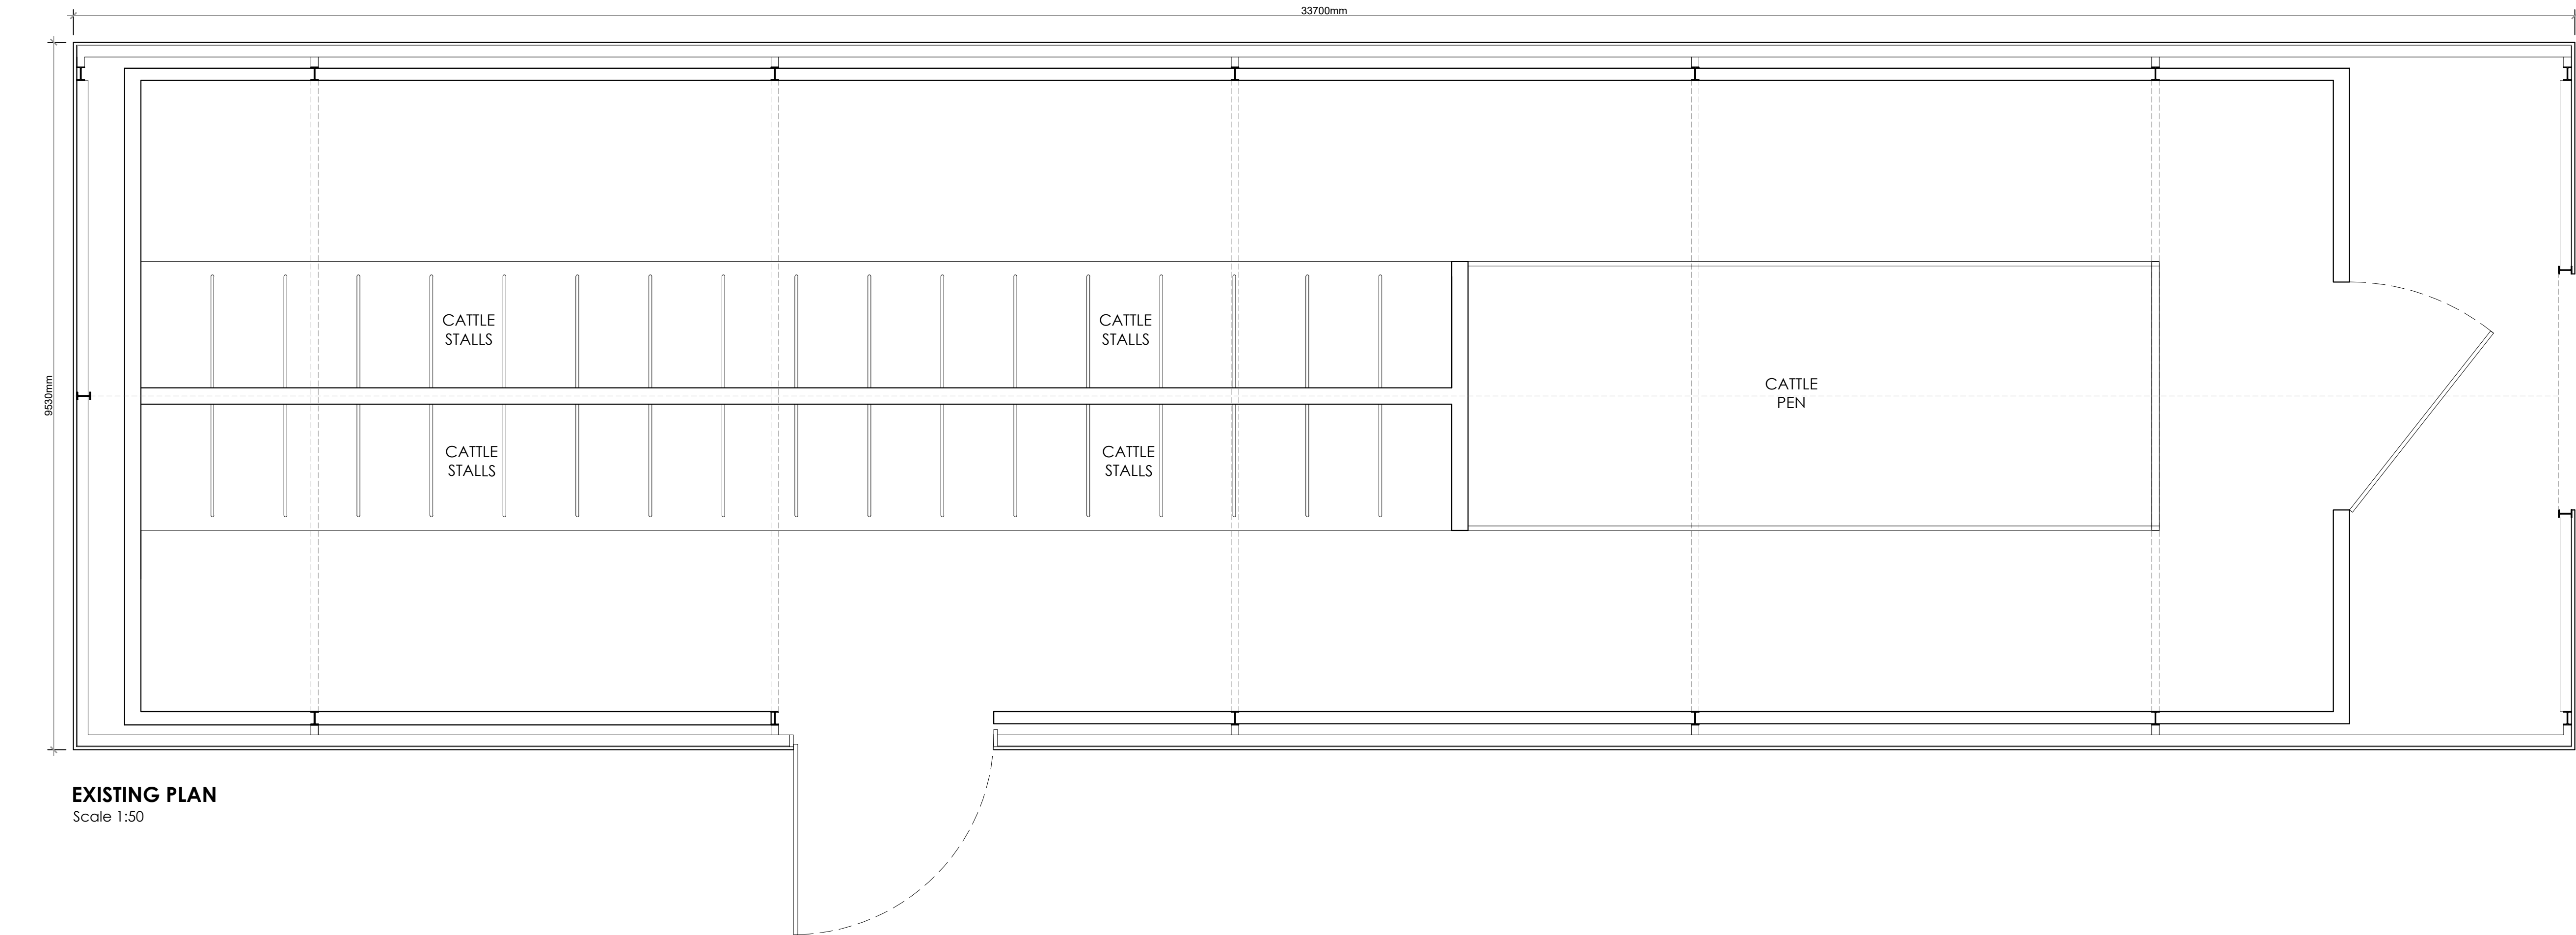 33700mm
9530mm
CATTLE
STALLS
CATTLE
STALLS
CATTLE
PEN
CATTLE
STALLS
CATTLE
STALLS
EXISTING PLAN
Scale 1:50